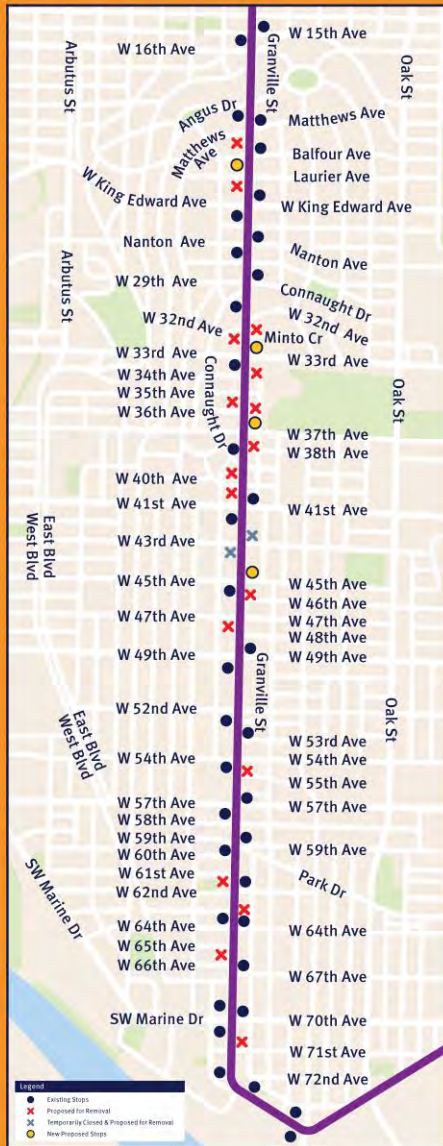 W 15th Ave
W 16th Ave
Granville St
Arbutus St
Oak St
Angus Dr
Matthews Ave
Matthews
Ave
Balfour Ave
Laurier Ave
W King Edward Ave
W King Edward Ave
Nanton Ave
Nanton Ave
Arbutus St
W 29th Ave
Connaught Dr
W 32nd Ave
W 32nd Ave
Minto Cr
W 33rd Ave
W 33rd Ave
W 34th Ave
W 35th Ave
W 36th Ave
Connaught Dr
Oak St
W 37th Ave
W 38th Ave
W 40th Ave
W 41st Ave
W 41st Ave
East Blvd
West Blvd
W 43rd Ave
W 45th Ave
W 45th Ave
W 46th Ave
W 47th Ave
W 47th Ave
W 48th Ave
W 49th Ave
W 49th Ave
Granville St
Oak St
W 52nd Ave
East Blvd
West Blvd
W 53rd Ave
W 54th Ave
W 54th Ave
W 55th Ave
W 57th Ave
W 57th Ave
W 58th Ave
W 59th Ave
W 59th Ave
W 60th Ave
W 61st Ave
W 62nd Ave
Park Dr
SW Marine Dr
W 64th Ave
W 64th Ave
W 65th Ave
W 66th Ave
W 67th Ave
SW Marine Dr
W 70th Ave
W 71st Ave
W 72nd Ave
Legend
Existing Stops
Proposed for Removal
Temporarily Closed & Proposed for Removal
New Proposed Stops